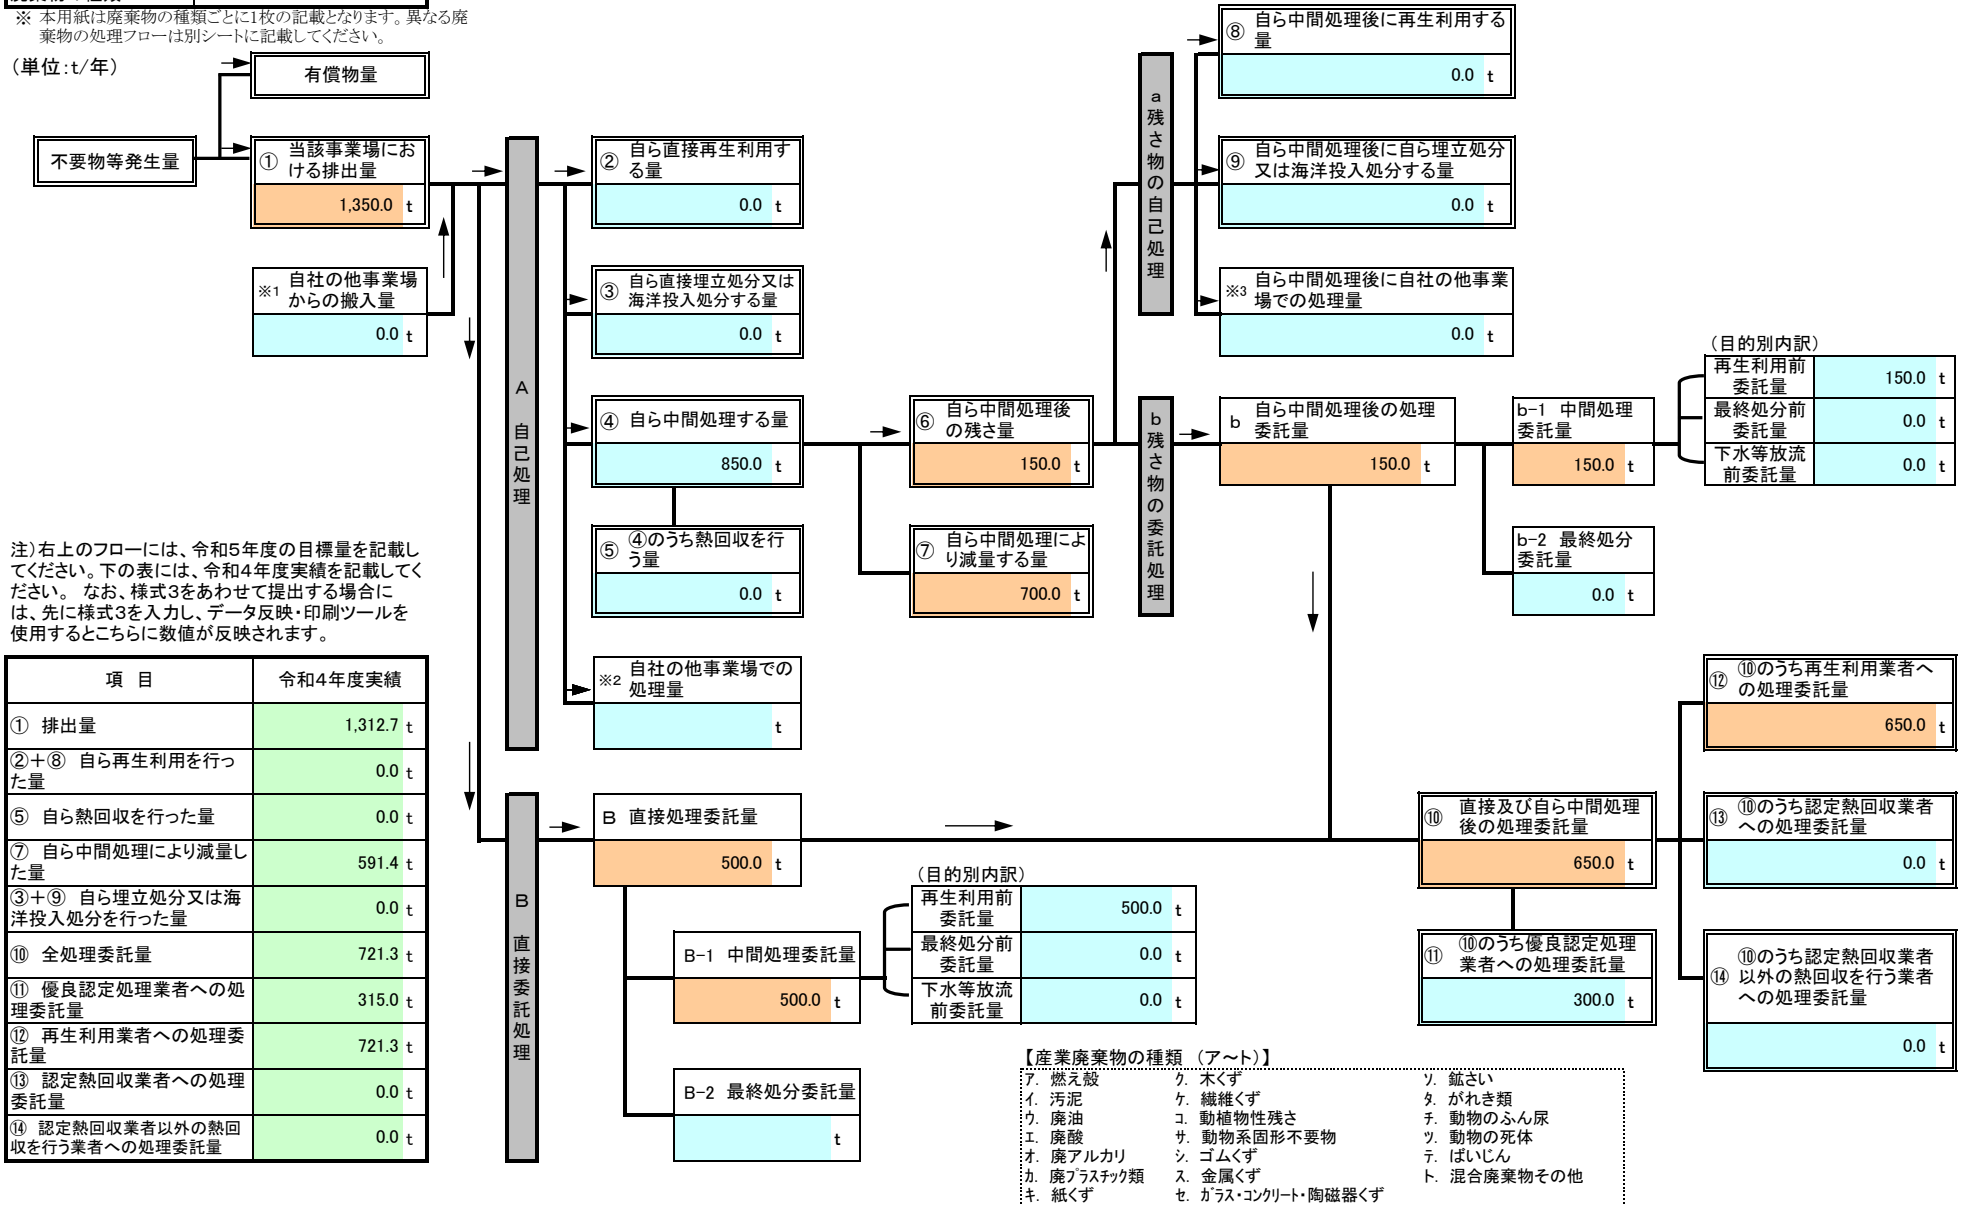 ※ 本用紙は廃棄物の種類ごとに1枚の記載となります。異なる廃
棄物の処理フローは別シートに記載してください。
（単位：t/年）
有償物量
不要物等発生量
① 当該事業場にお
ける排出量
1,350.0 t
※1 自社の他事業場
からの搬入量
0.0 t
A 自己処理
② 自ら直接再生利用す
る量
0.0 t
③ 自ら直接埋立処分又は
海洋投入処分する量
0.0 t
④ 自ら中間処理する量
850.0 t
⑤ ④のうち熱回収を行
う量
0.0 t
※2 自社の他事業場での
処理量
t
⑥ 自ら中間処理後
の残さ量
150.0 t
⑦ 自ら中間処理によ
り減量する量
700.0 t
a 残さ物の自己処理
⑧ 自ら中間処理後に再生利用する
量
0.0 t
⑨ 自ら中間処理後に自ら埋立処分
又は海洋投入処分する量
0.0 t
※3 自ら中間処理後に自社の他事業
場での処理量
0.0 t
b 残さ物の委託処理
b 自ら中間処理後の処理
委託量
150.0 t
b-1 中間処理
委託量
150.0 t
b-2 最終処分
委託量
0.0 t
（目的別内訳）
再生利用前
委託量
150.0 t
最終処分前
委託量
0.0 t
下水等放流
前委託量
0.0 t
注）右上のフローには、令和５年度の目標量を記載し
てください。下の表には、令和４年度実績を記載してく
ださい。 なお、様式３をあわせて提出する場合に
は、先に様式３を入力し、データ反映・印刷ツールを
使用するとこちらに数値が反映されます。
項 目 令和４年度実績
① 排出量 1,312.7 t
②＋⑧ 自ら再生利用を行っ
た量
0.0 t
⑤ 自ら熱回収を行った量 0.0 t
⑦ 自ら中間処理により減量し
た量
591.4 t
③＋⑨ 自ら埋立処分又は海
洋投入処分を行った量
0.0 t
⑩ 全処理委託量 721.3 t
⑪ 優良認定処理業者への処
理委託量
315.0 t
⑫ 再生利用業者への処理委
託量
721.3 t
⑬ 認定熱回収業者への処理
委託量
0.0 t
⑭ 認定熱回収業者以外の熱回
収を行う業者への処理委託量
0.0 t
B 直接委託処理
B 直接処理委託量
500.0 t
B-1 中間処理委託量
500.0 t
B-2 最終処分委託量
t
（目的別内訳）
再生利用前
委託量
500.0 t
最終処分前
委託量
0.0 t
下水等放流
前委託量
0.0 t
⑩ 直接及び自ら中間処理
後の処理委託量
650.0 t
⑪ ⑩のうち優良認定処理
業者への処理委託量
300.0 t
⑫ ⑩のうち再生利用業者へ
の処理委託量
650.0 t
⑬ ⑩のうち認定熱回収業者
への処理委託量
0.0 t
⑭ ⑩のうち認定熱回収業者
以外の熱回収を行う業者
への処理委託量
0.0 t
【産業廃棄物の種類 （ア～ト）】
ア. 燃え殻 ク. 木くず ソ. 鉱さい
イ. 汚泥 ケ. 繊維くず タ. がれき類
ウ. 廃油 コ. 動植物性残さ チ. 動物のふん尿
エ. 廃酸 サ. 動物系固形不要物 ツ. 動物の死体
オ. 廃アルカリ シ. ゴムくず テ. ばいじん
カ. 廃プラスチック類 ス. 金属くず ト. 混合廃棄物その他
キ. 紙くず セ. ガラス・コンクリート・陶磁器くず